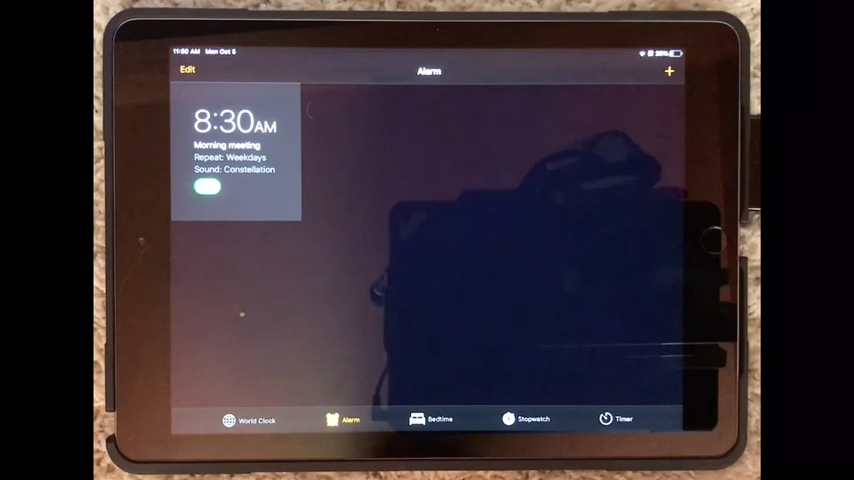 11:50 AM Mon Oct 5
Edit
Alarm
+
8:30AM
Morning meeting
Repeat: Weekdays
Sound: Constellation
World Clock
Alarm
Bedtime
Stopwatch
Timer